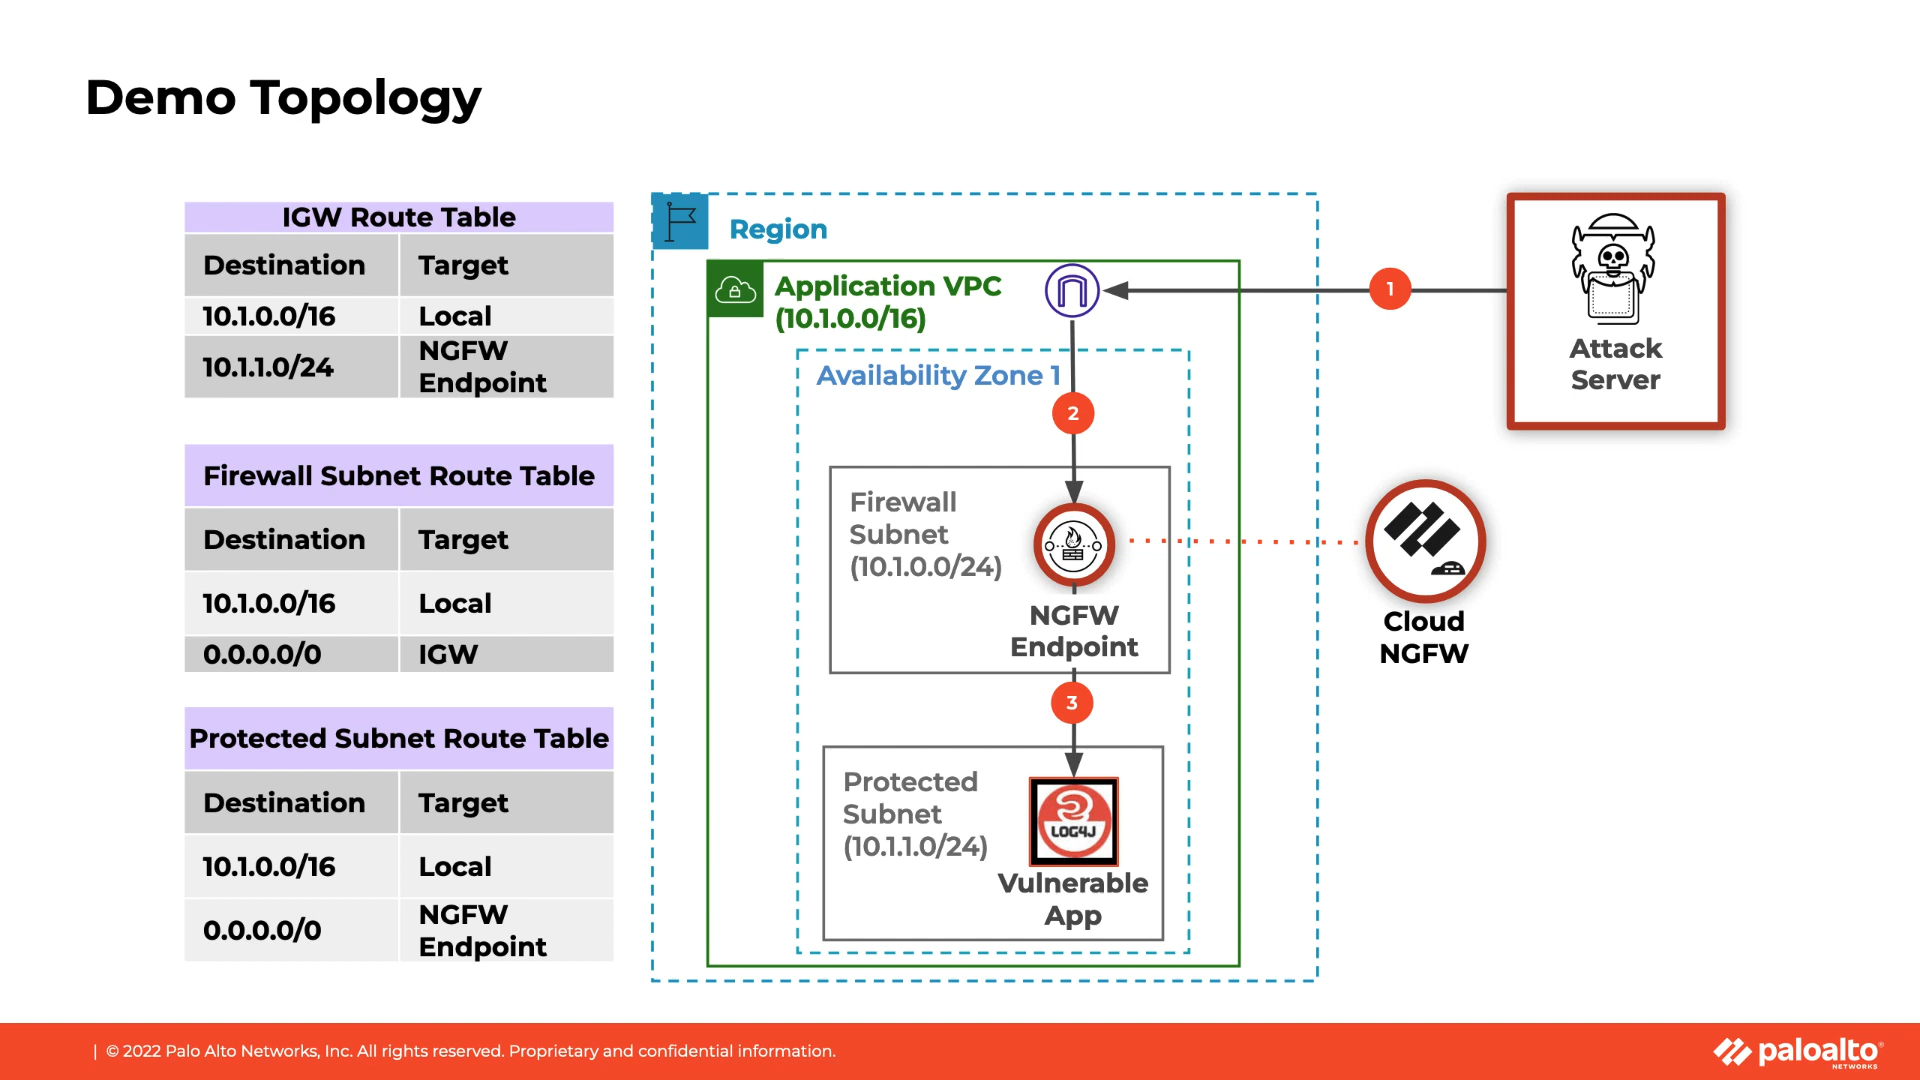 Demo Topology
IGW Route Table
Destination Target
10.1.0.0/16 Local
10.1.1.0/24 NGFW
Endpoint
Firewall Subnet Route Table
Destination Target
10.1.0.0/16 Local
0.0.0.0/0 IGW
Protected Subnet Route Table
Destination Target
10.1.0.0/16 Local
0.0.0.0/0 NGFW
Endpoint
Region
Application VPC
(10.1.0.0/16)
1
Attack
Server
Availability Zone 1
2
Firewall
Subnet
(10.1.0.0/24)
NGFW
Endpoint
Cloud
NGFW
3
Protected
Subnet
(10.1.1.0/24)
LOG4J
Vulnerable
App
| © 2022 Palo Alto Networks, Inc. All rights reserved. Proprietary and confidential information.
paloalto®
NETWORKS